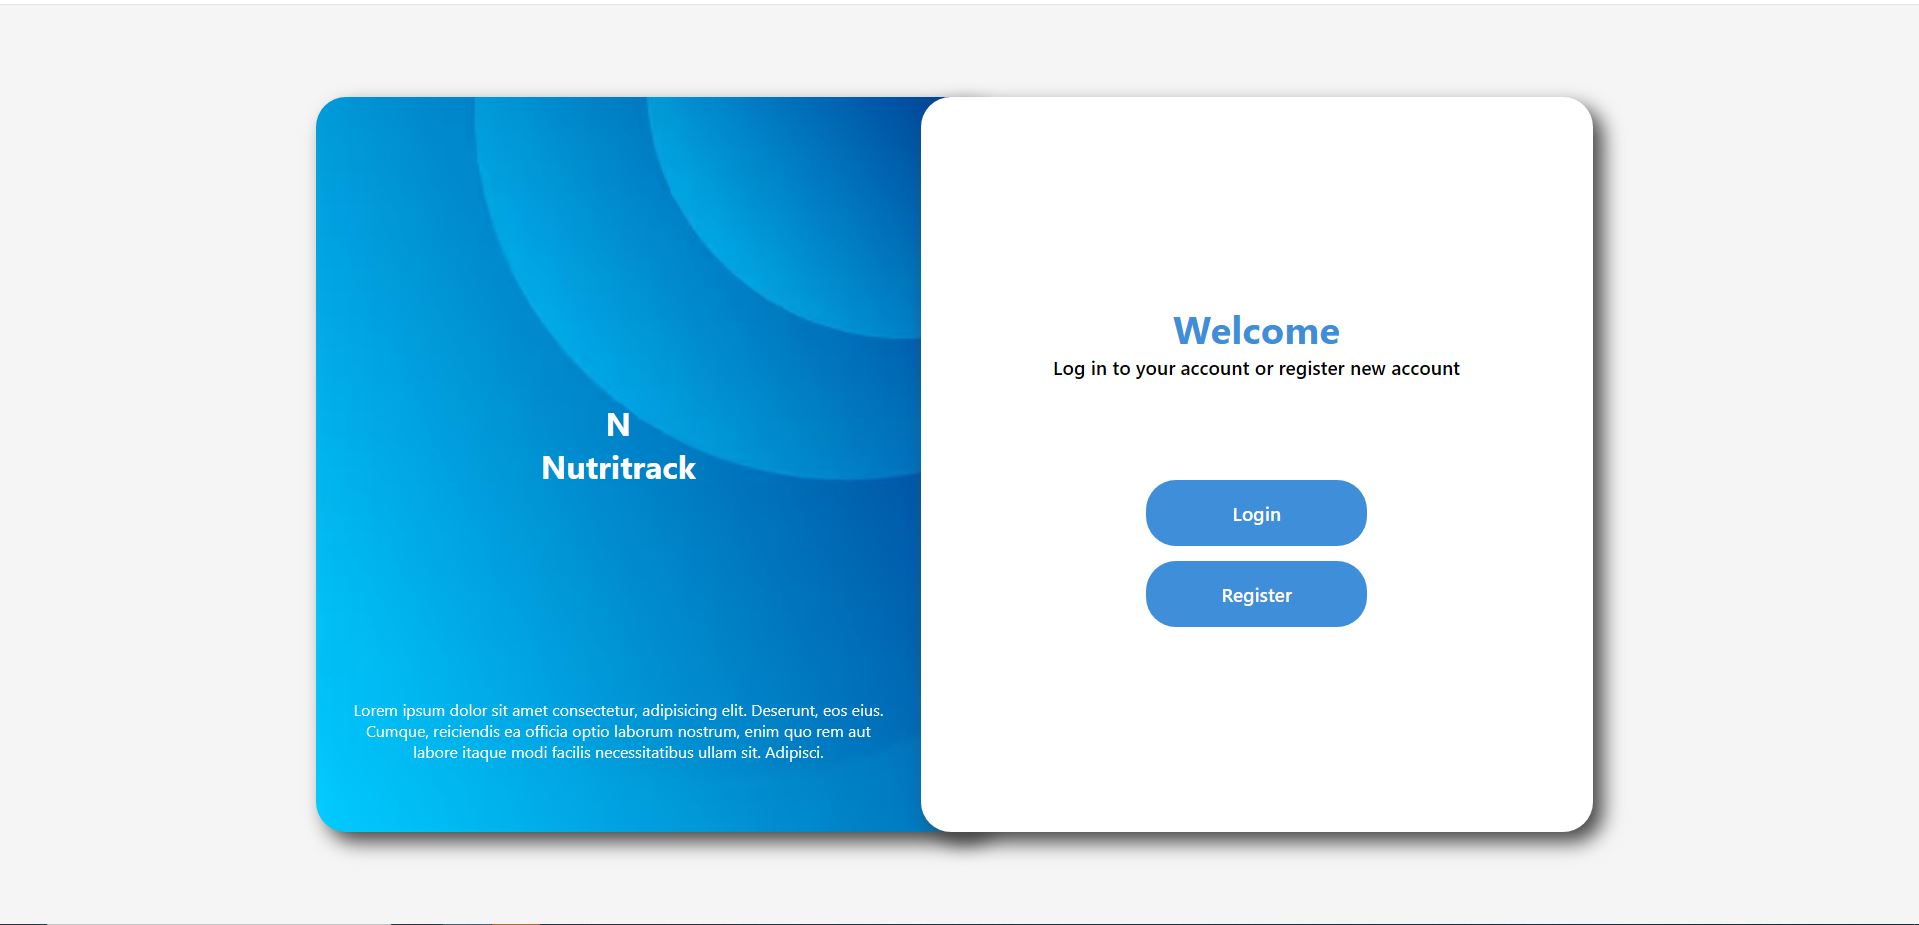 N
Nutritrack
Lorem ipsum dolor sit amet consectetur, adipisicing elit. Deserunt, eos eius.
Cumque, reiciendis ea officia optio laborum nostrum, enim quo rem aut
labore itaque modi facilis necessitatibus ullam sit. Adipisci.
Welcome
Log in to your account or register new account
Login
Register